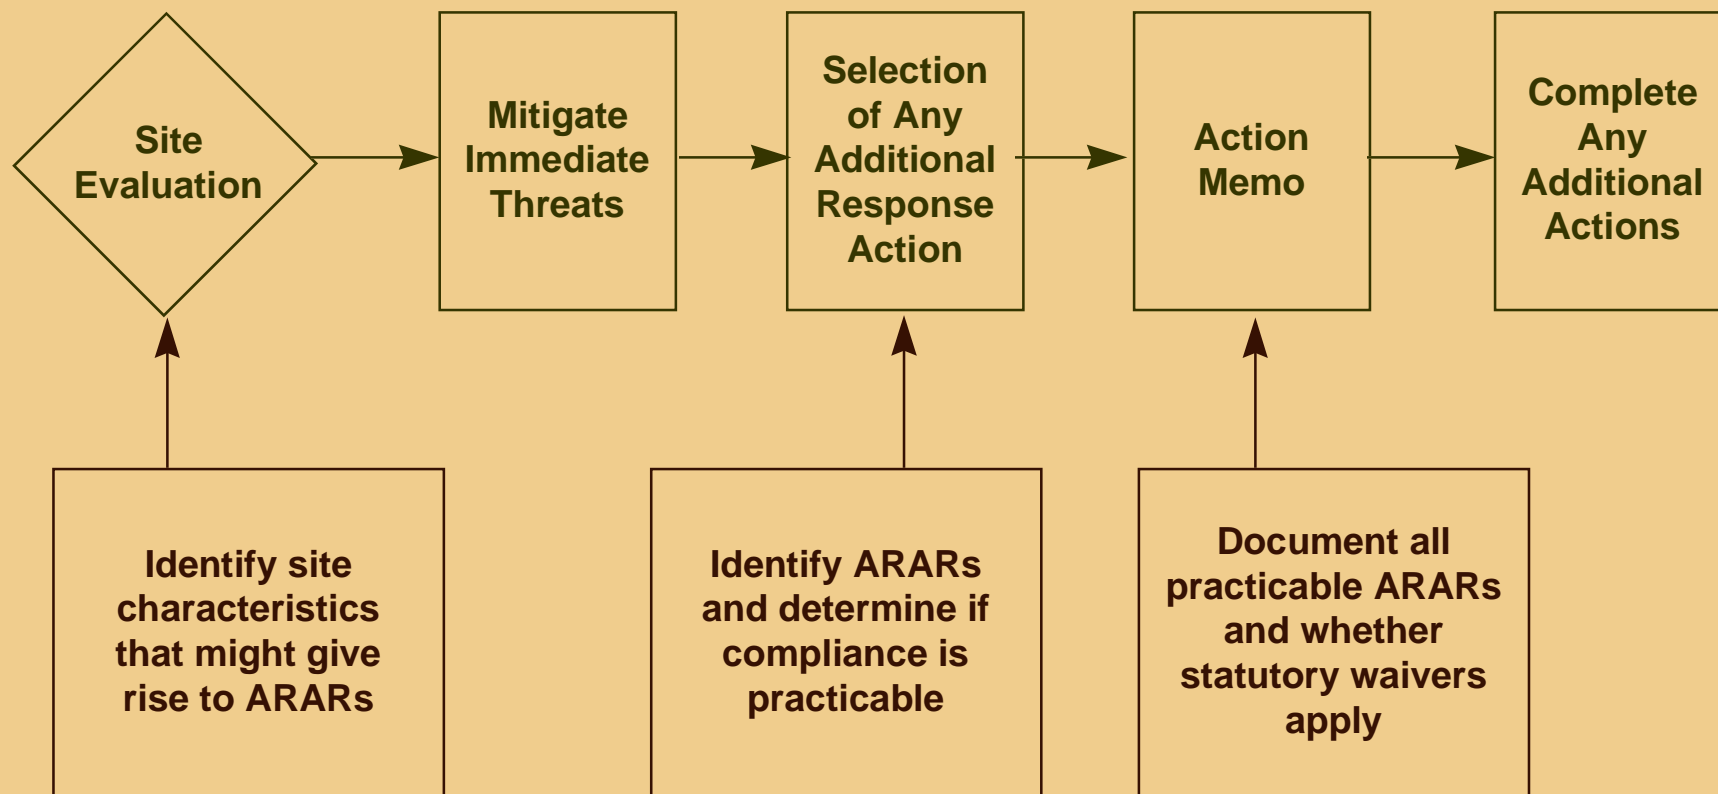 Site
Evaluation
Mitigate
Immediate
Threats
Selection
of Any
Additional
Response
Action
Action
Memo
Complete
Any
Additional
Actions
Identify site
characteristics
that might give
rise to ARARs
Identify ARARs
and determine if
compliance is
practicable
Document all
practicable ARARs
and whether
statutory waivers
apply